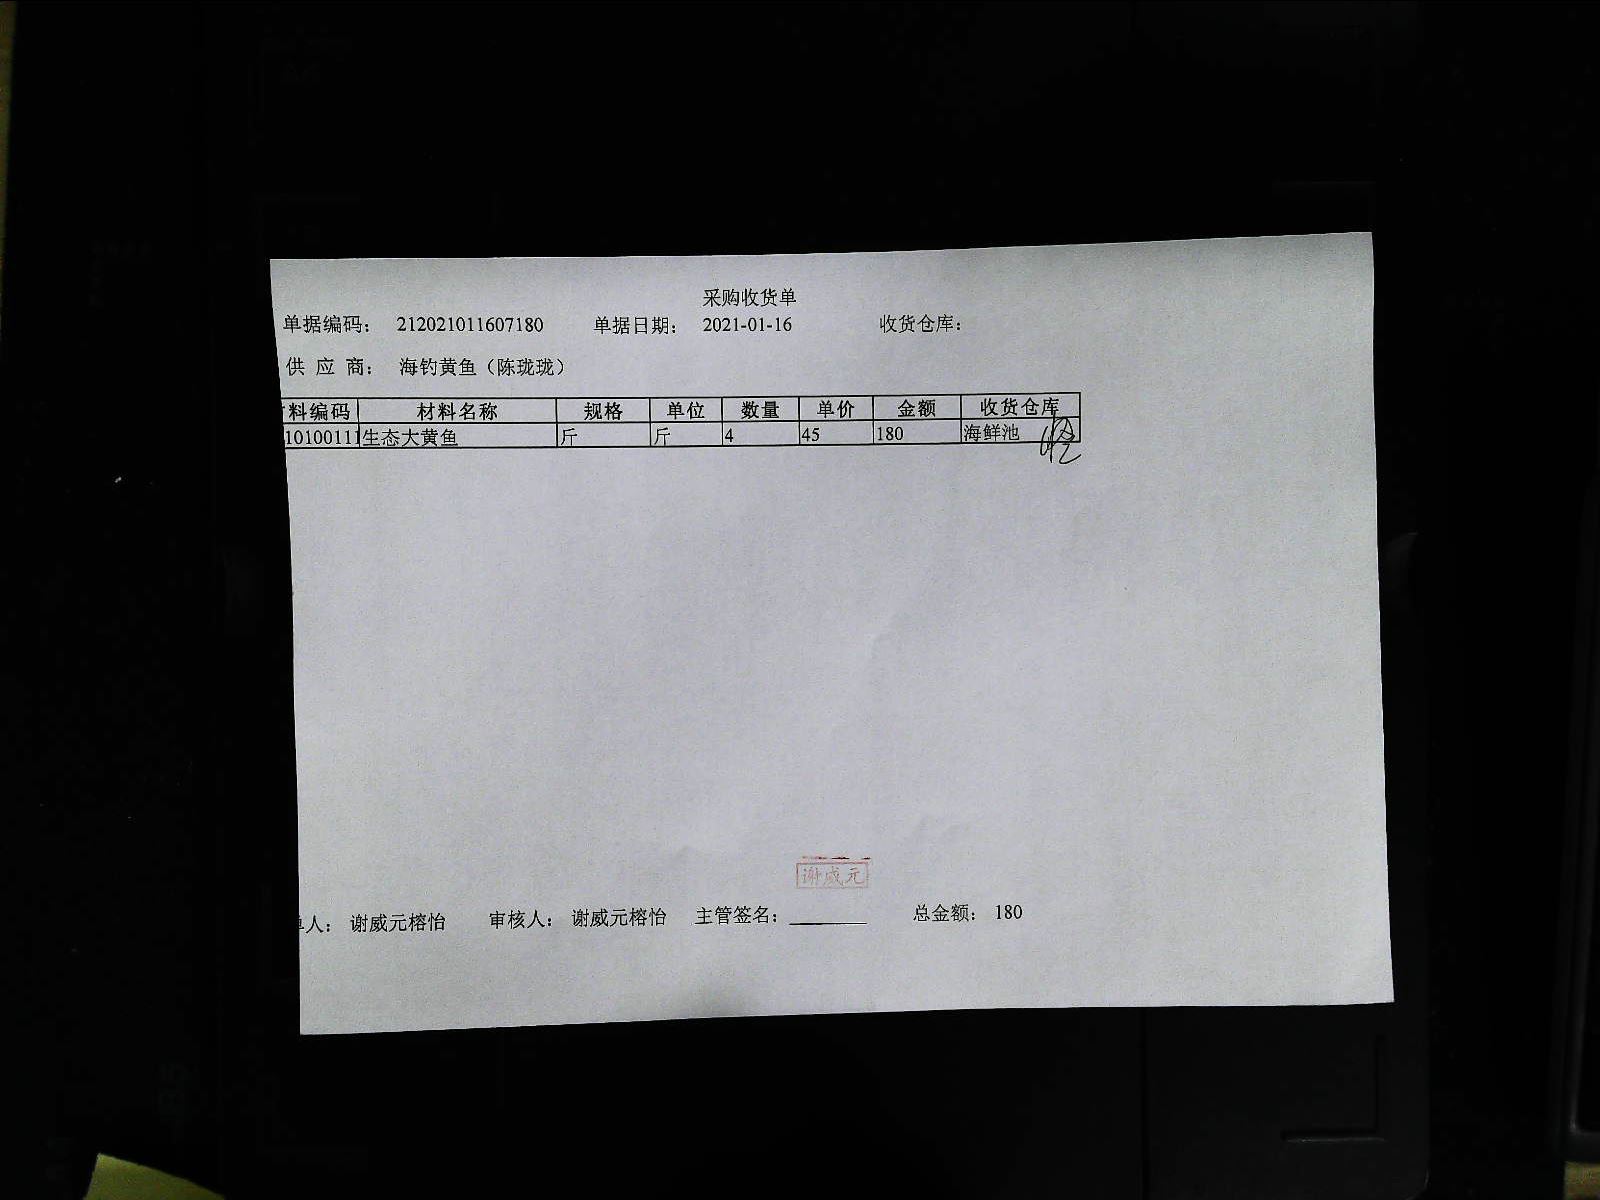 采购收货单
单据编码： 212021011607180 单据日期： 2021-01-16 收货仓库：
供 应 商： 海钓黄鱼（陈珑珑）
料编码 材料名称 规格 单位 数量 单价 金额 收货仓库
10100111 生态大黄鱼 斤 斤 4 45 180 海鲜池
谢威元
单人： 谢威元榕怡 审核人： 谢威元榕怡 主管签名： 总金额： 180